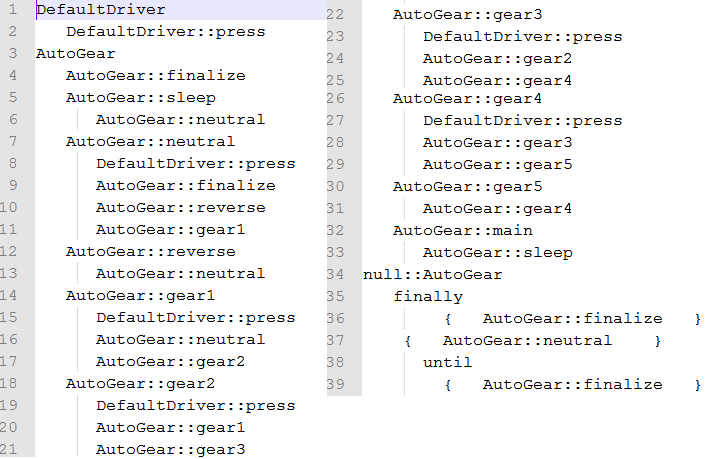 1 DefaultDriver
2 DefaultDriver::press
3 AutoGear
4 AutoGear::finalize
5 AutoGear::sleep
6 AutoGear::neutral
7 AutoGear::neutral
8 DefaultDriver::press
9 AutoGear::finalize
10 AutoGear::reverse
11 AutoGear::gear1
12 AutoGear::reverse
13 AutoGear::neutral
14 AutoGear::gear1
15 DefaultDriver::press
16 AutoGear::neutral
17 AutoGear::gear2
18 AutoGear::gear2
19 DefaultDriver::press
20 AutoGear::gear1
21 AutoGear::gear3
22 AutoGear::gear3
23 DefaultDriver::press
24 AutoGear::gear2
25 AutoGear::gear4
26 AutoGear::gear4
27 DefaultDriver::press
28 AutoGear::gear3
29 AutoGear::gear5
30 AutoGear::gear5
31 AutoGear::gear4
32 AutoGear::main
33 AutoGear::sleep
34 null::AutoGear
35 finally
36 { AutoGear::finalize }
37 { AutoGear::neutral }
38 until
39 { AutoGear::finalize }